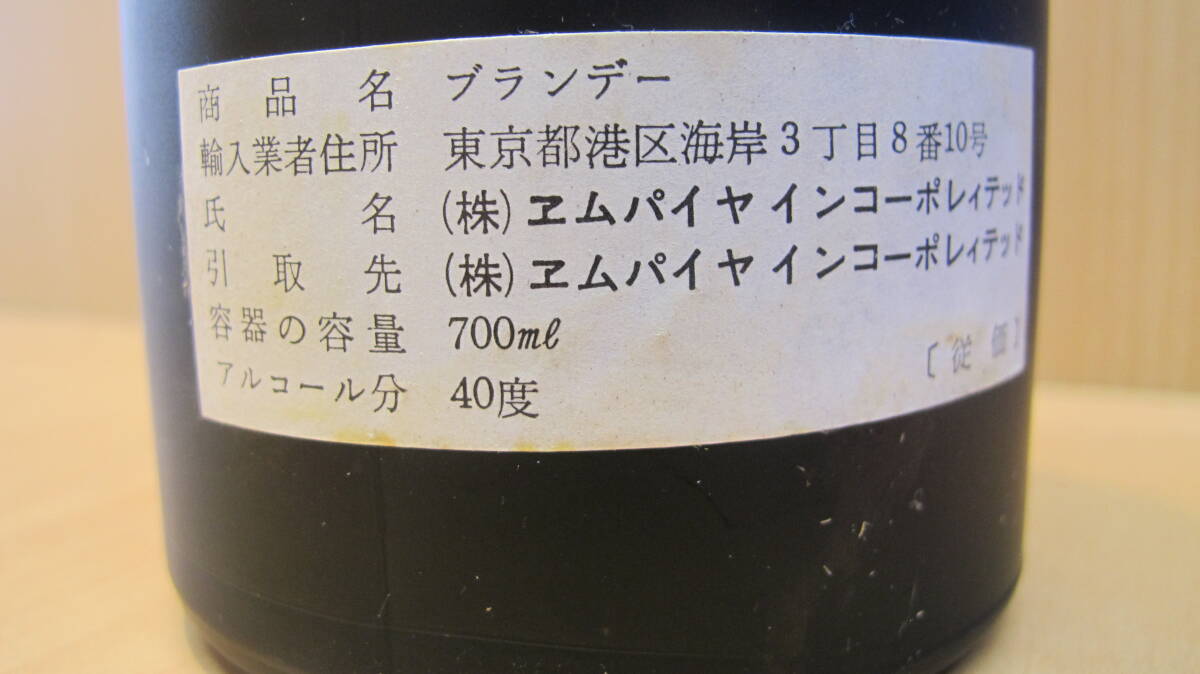 商品名 ブランデー
輸入業者住所 東京都港区海岸3丁目8番10号
氏名 (株)ヱムパイヤインコーポレィテッド
引取先 (株)ヱムパイヤインコーポレィテッド
容器の容量 700ml
〔従価〕
アルコール分 40度